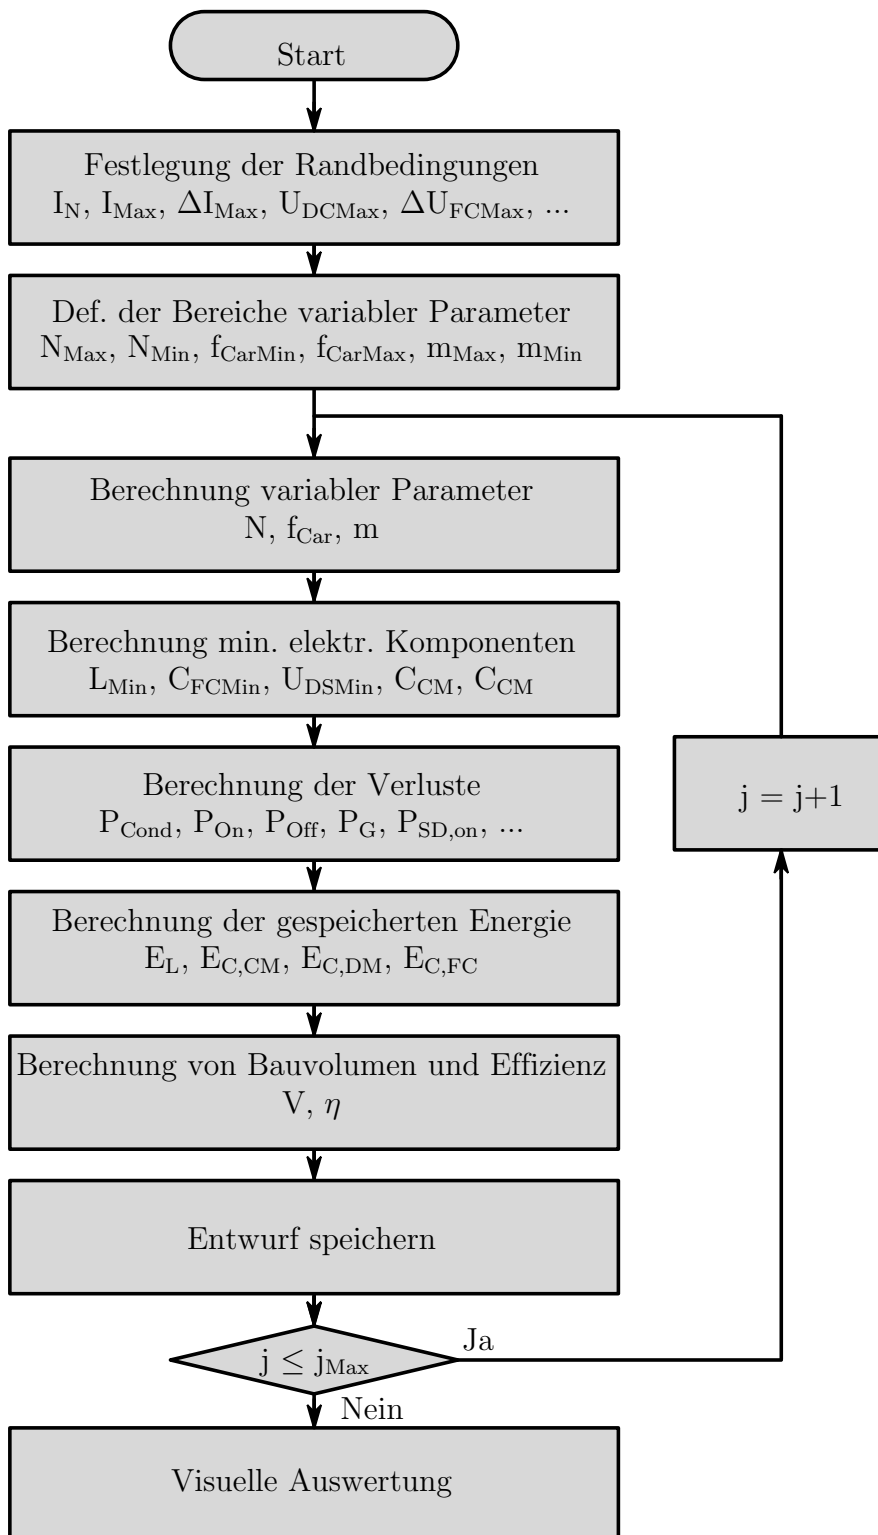 Start
Festlegung der Randbedingungen
I_N, I_Max, ΔI_Max, U_DCMax, ΔU_FCMax, ...
Def. der Bereiche variabler Parameter
N_Max, N_Min, f_CarMin, f_CarMax, m_Max, m_Min
Berechnung variabler Parameter
N, f_Car, m
Berechnung min. elektr. Komponenten
L_Min, C_FCMin, U_DSMin, C_CM, C_CM
Berechnung der Verluste
P_Cond, P_On, P_Off, P_G, P_SD,on, ...
j = j+1
Berechnung der gespeicherten Energie
E_L, E_C,CM, E_C,DM, E_C,FC
Berechnung von Bauvolumen und Effizienz
V, η
Entwurf speichern
j ≤ j_Max
Ja
Nein
Visuelle Auswertung